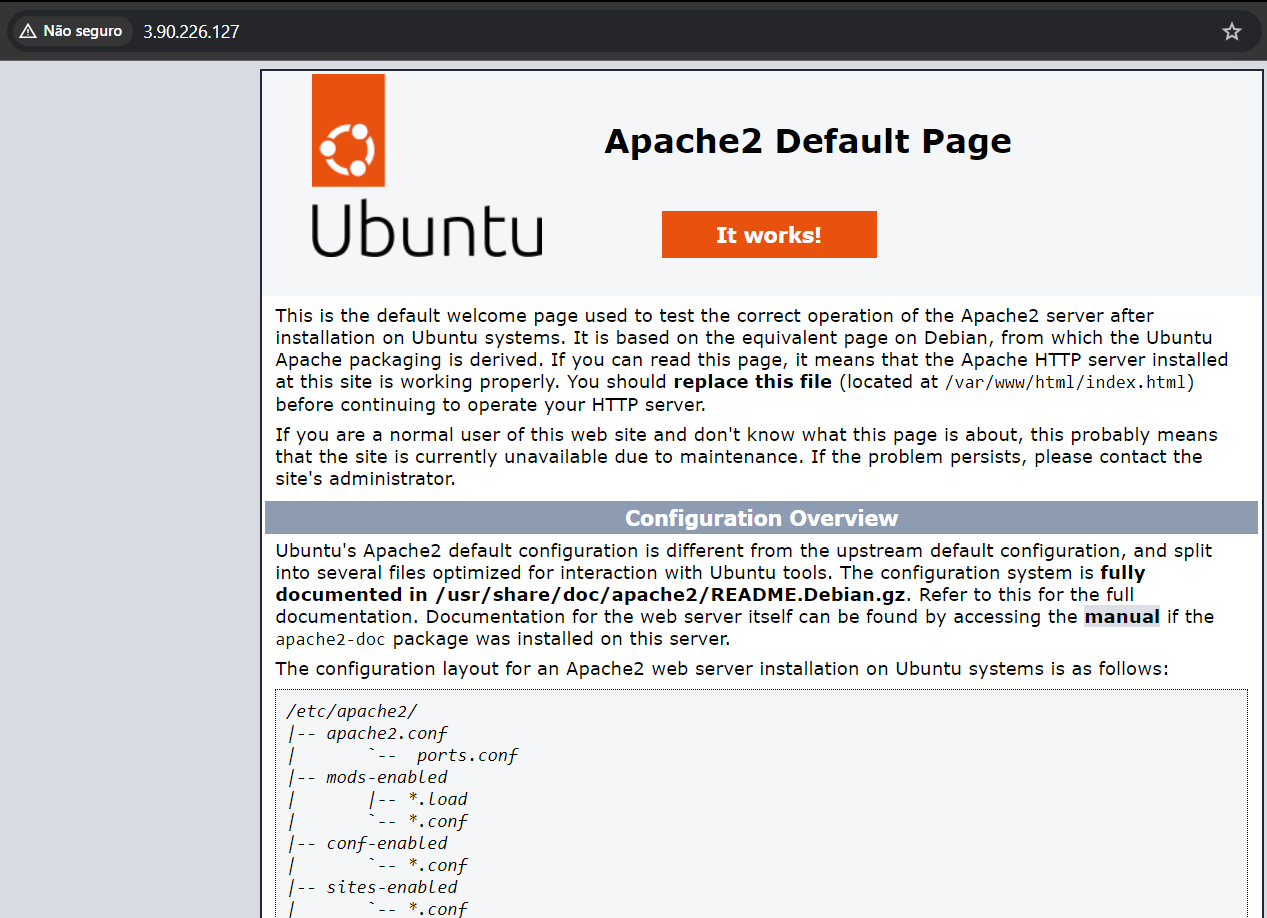 Não seguro 3.90.226.127
Apache2 Default Page
Ubuntu
It works!
This is the default welcome page used to test the correct operation of the Apache2 server after
installation on Ubuntu systems. It is based on the equivalent page on Debian, from which the Ubuntu
Apache packaging is derived. If you can read this page, it means that the Apache HTTP server installed
at this site is working properly. You should replace this file (located at /var/www/html/index.html)
before continuing to operate your HTTP server.
If you are a normal user of this web site and don't know what this page is about, this probably means
that the site is currently unavailable due to maintenance. If the problem persists, please contact the
site's administrator.
Configuration Overview
Ubuntu's Apache2 default configuration is different from the upstream default configuration, and split
into several files optimized for interaction with Ubuntu tools. The configuration system is fully
documented in /usr/share/doc/apache2/README.Debian.gz. Refer to this for the full
documentation. Documentation for the web server itself can be found by accessing the manual if the
apache2-doc package was installed on this server.
The configuration layout for an Apache2 web server installation on Ubuntu systems is as follows:
/etc/apache2/
|-- apache2.conf
|       `--  ports.conf
|-- mods-enabled
|       |-- *.load
|       `-- *.conf
|-- conf-enabled
|       `-- *.conf
|-- sites-enabled
|       `-- *.conf